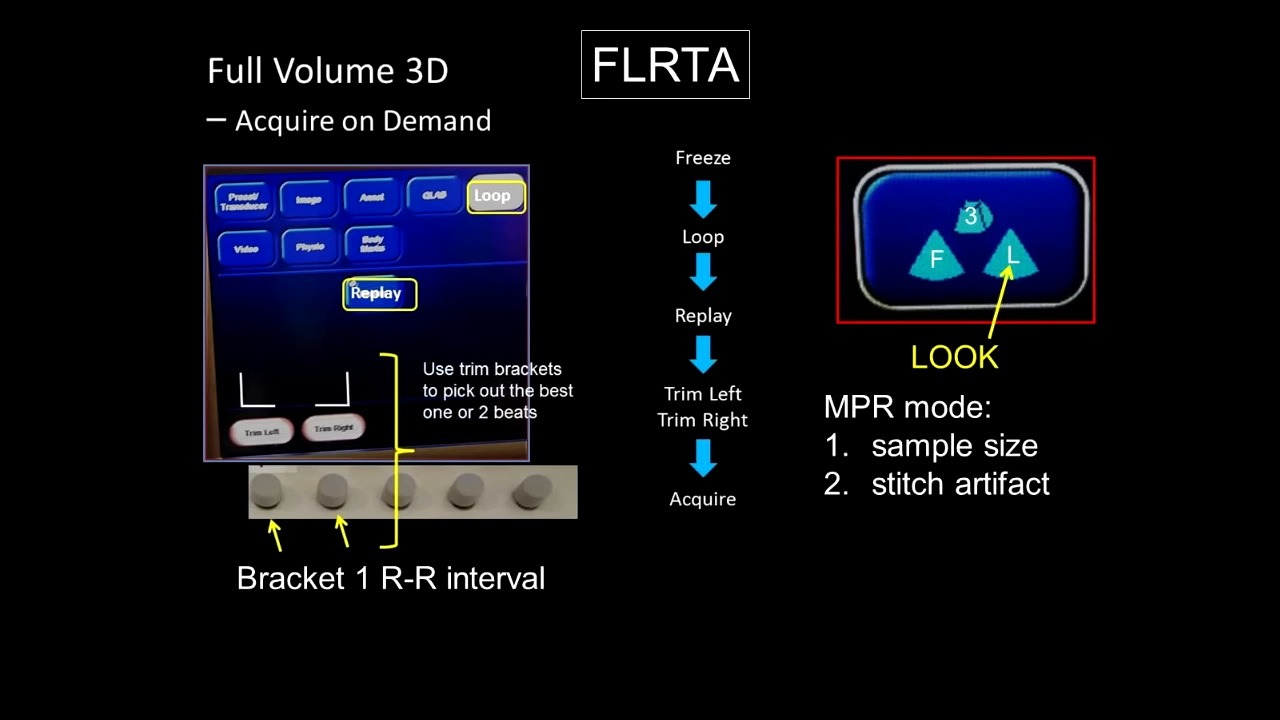 Full Volume 3D
– Acquire on Demand
FLRTA
Preset/
Transducer
Image
Annot
QLAB
Loop
Video
Physio
Body
Marks
Replay
Use trim brackets
to pick out the best
one or 2 beats
Trim Left
Trim Right
Bracket 1 R-R interval
Freeze
Loop
Replay
Trim Left
Trim Right
Acquire
3
F
L
LOOK
MPR mode:
1. sample size
2. stitch artifact